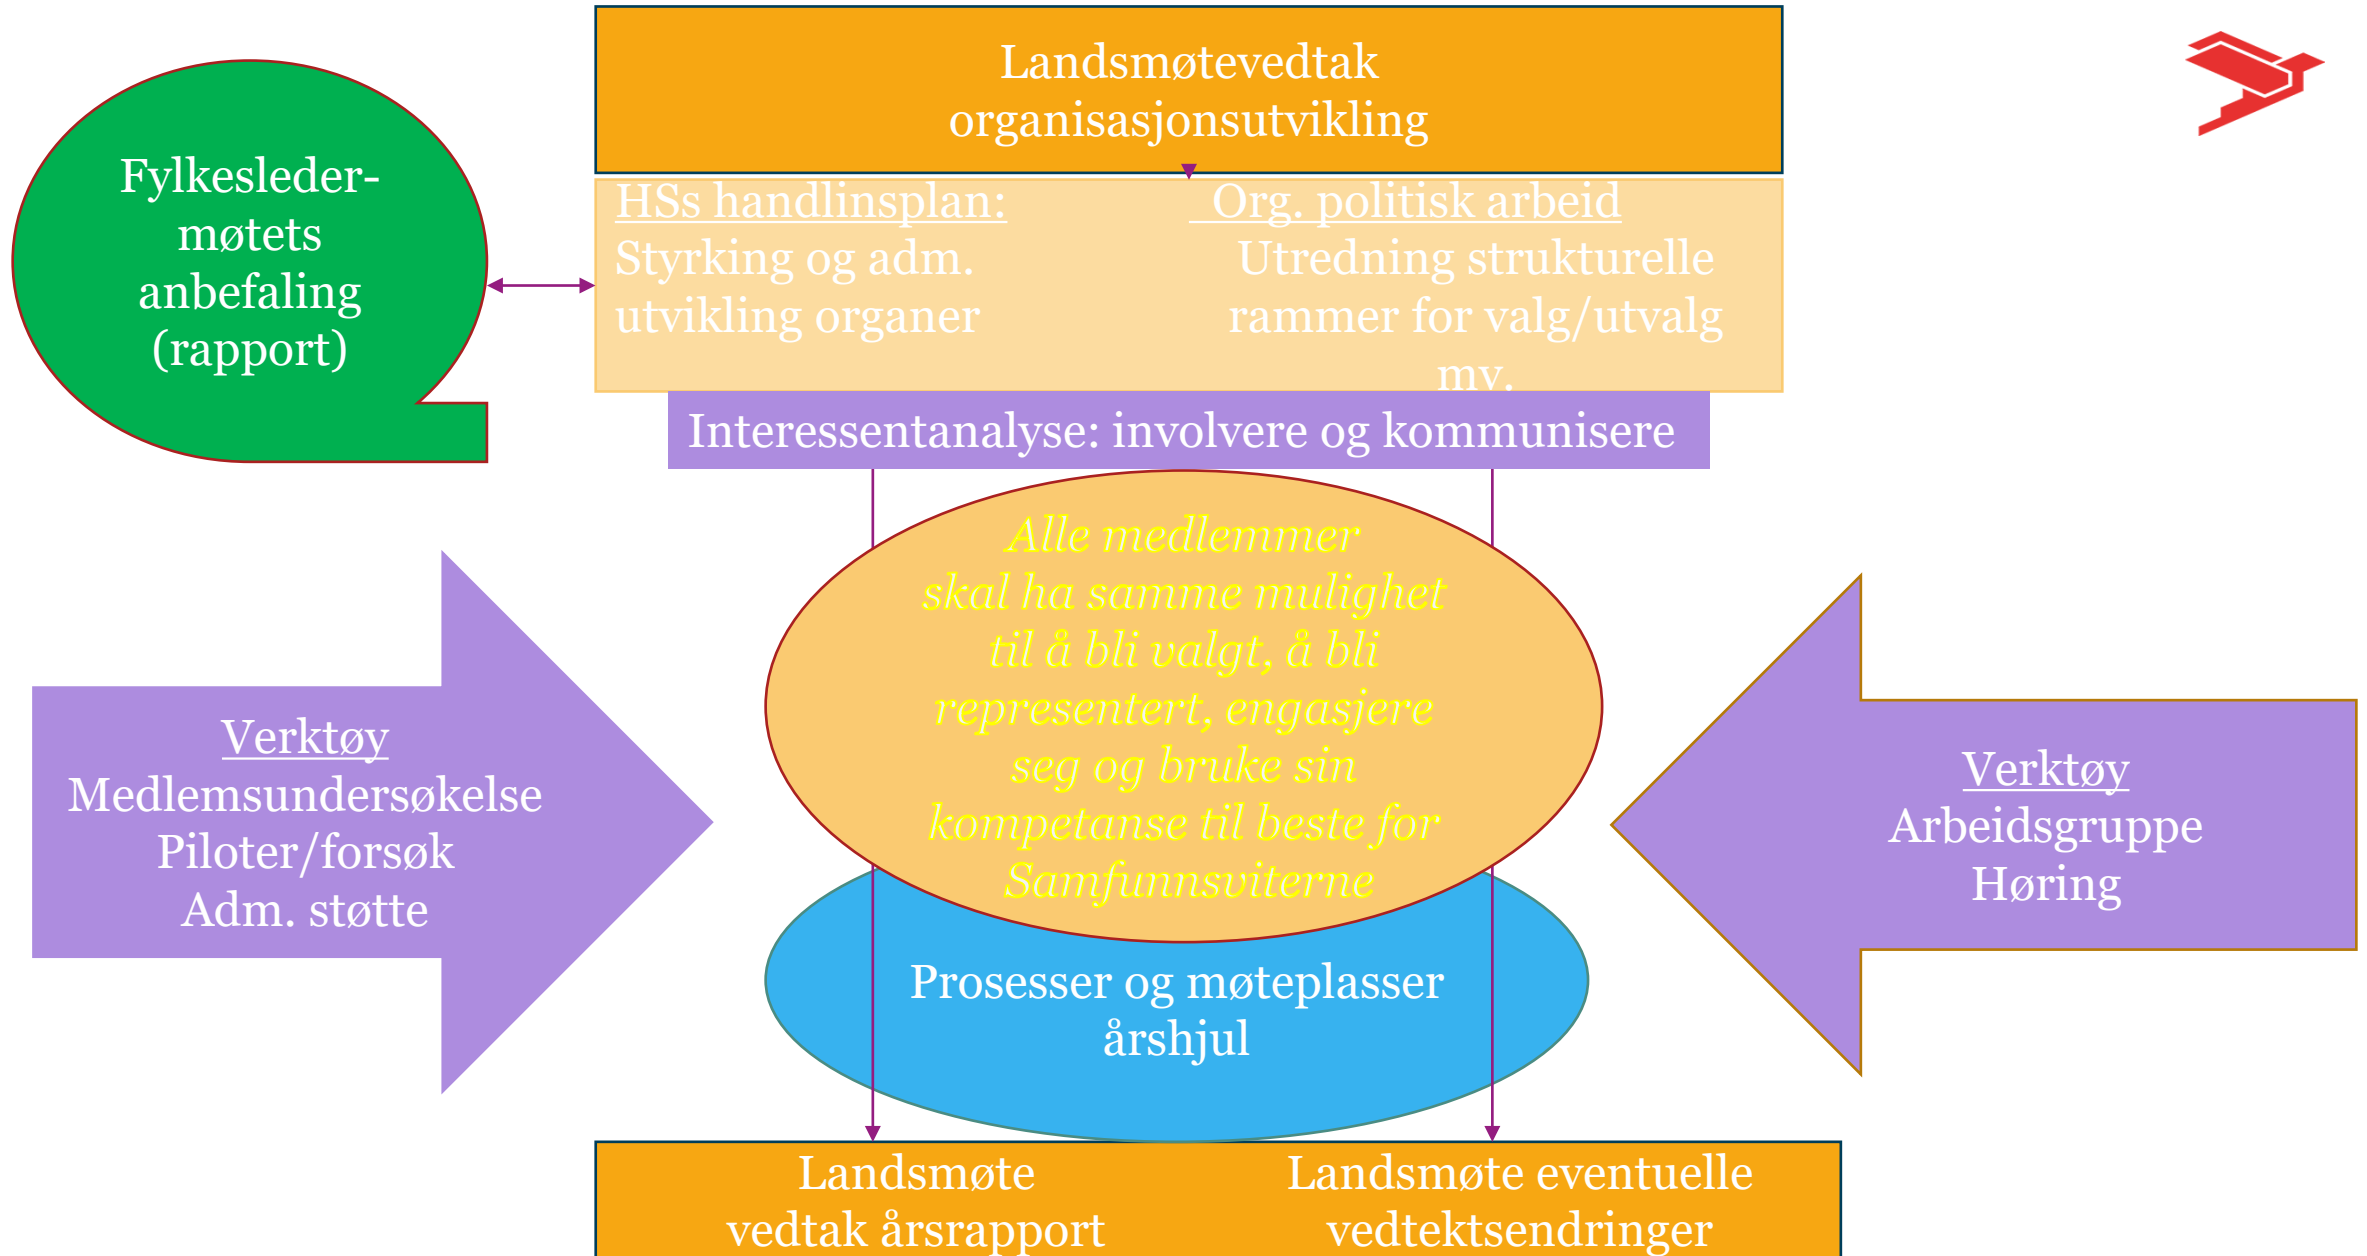 Landsmøtevedtak
organisasjonsutvikling
Fylkesleder-
møtets
anbefaling
(rapport)
HSs handlinsplan:
Styrking og adm.
utvikling organer
Org. politisk arbeid
Utredning strukturelle
rammer for valg/utvalg
mv.
Interessentanalyse: involvere og kommunisere
Alle medlemmer
skal ha samme mulighet
til å bli valgt, å bli
representert, engasjere
seg og bruke sin
kompetanse til beste for
Samfunnsviterne
Verktøy
Medlemsundersøkelse
Piloter/forsøk
Adm. støtte
Verktøy
Arbeidsgruppe
Høring
Prosesser og møteplasser
årshjul
Landsmøte
vedtak årsrapport
Landsmøte eventuelle
vedtektsendringer